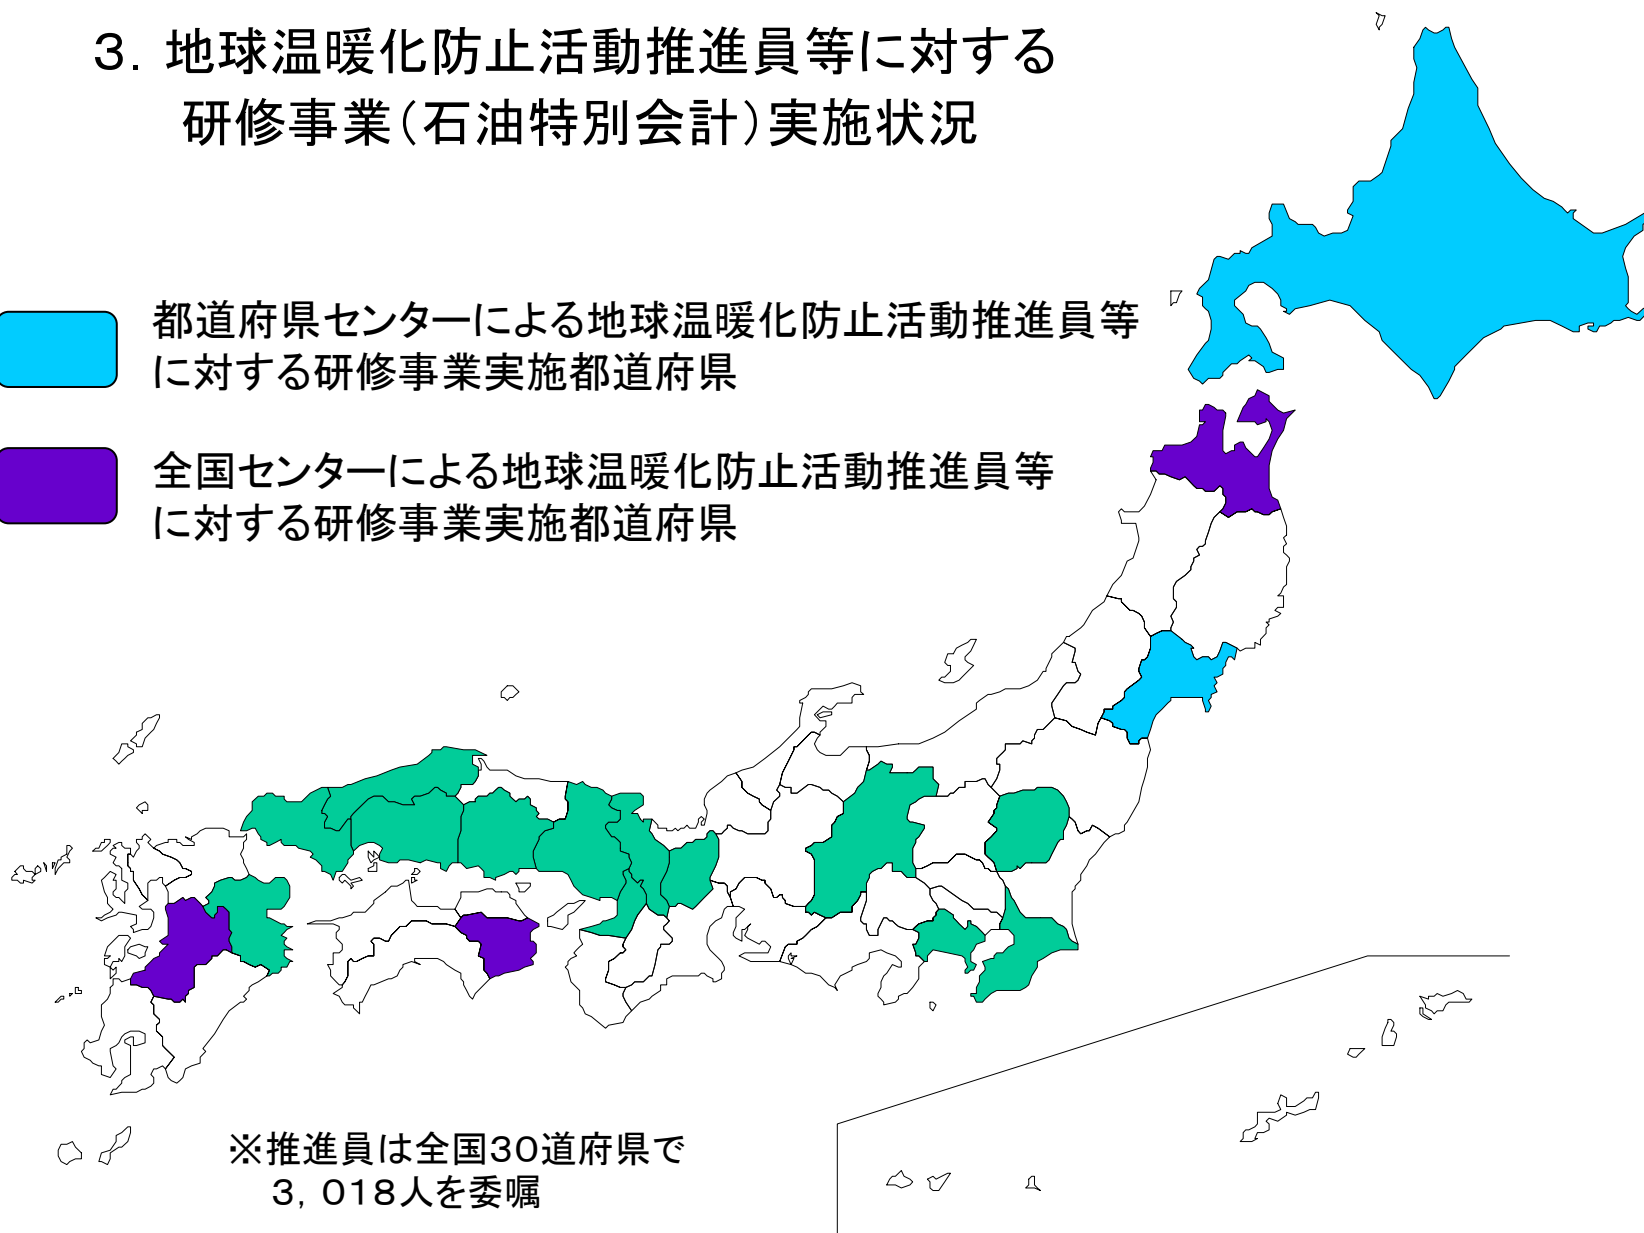 ３．地球温暖化防止活動推進員等に対する
研修事業（石油特別会計）実施状況
都道府県センターによる地球温暖化防止活動推進員等
に対する研修事業実施都道府県
全国センターによる地球温暖化防止活動推進員等
に対する研修事業実施都道府県
※推進員は全国３０道府県で
３，０１８人を委嘱